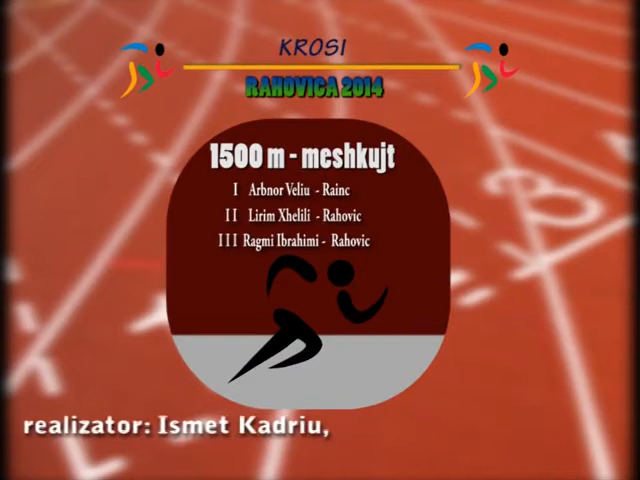 KROSI
RAHOVICA 2014
1500 m - meshkujt
I Arbnor Veliu - Rainc
II Lirim Xhelili - Rahovic
III Ragmi Ibrahimi - Rahovic
realizator: Ismet Kadriu,